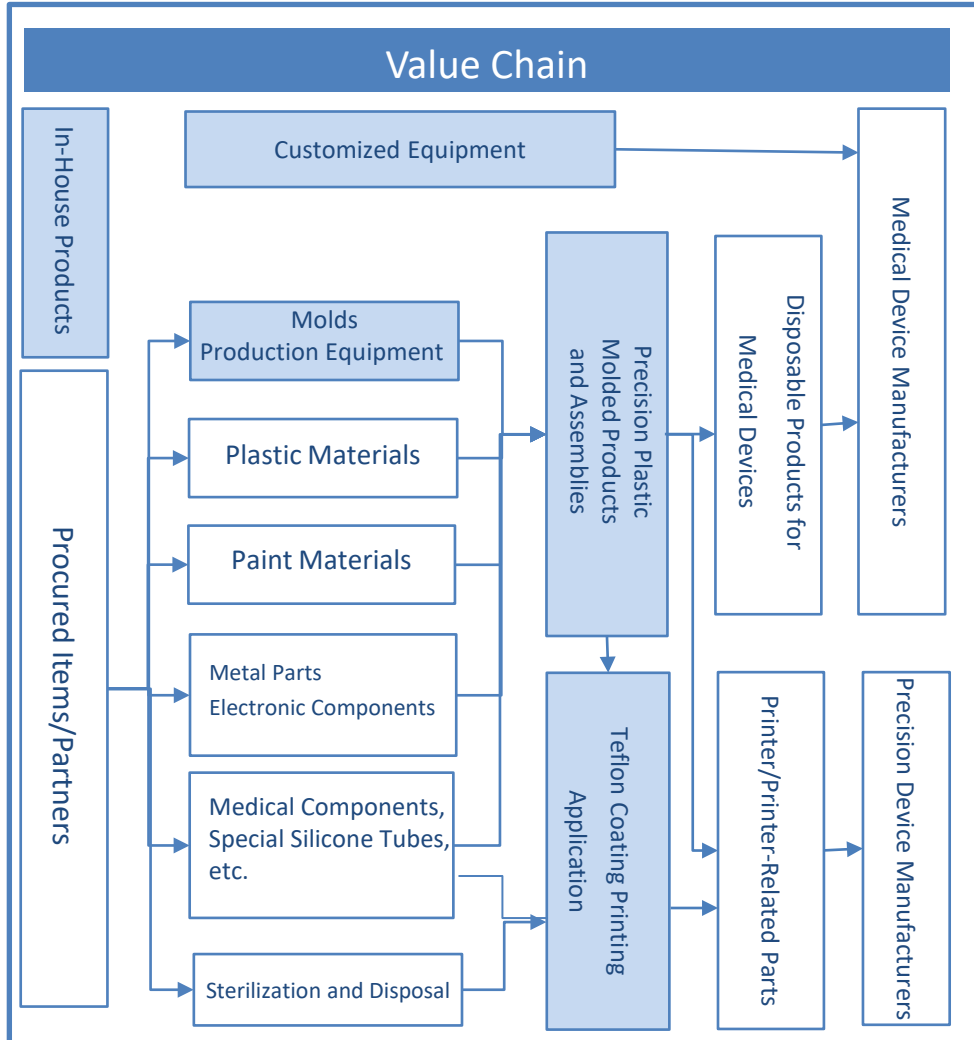 Value Chain
In-House Products
Customized Equipment
Medical Device Manufacturers
Molds
Production Equipment
Precision Plastic
Molded Products
and Assemblies
Disposable Products for
Medical Devices
Procured Items/Partners
Plastic Materials
Paint Materials
Metal Parts
Electronic Components
Medical Components,
Special Silicone Tubes,
etc.
Sterilization and Disposal
Teflon Coating Printing
Application
Printer/Printer-Related Parts
Precision Device Manufacturers